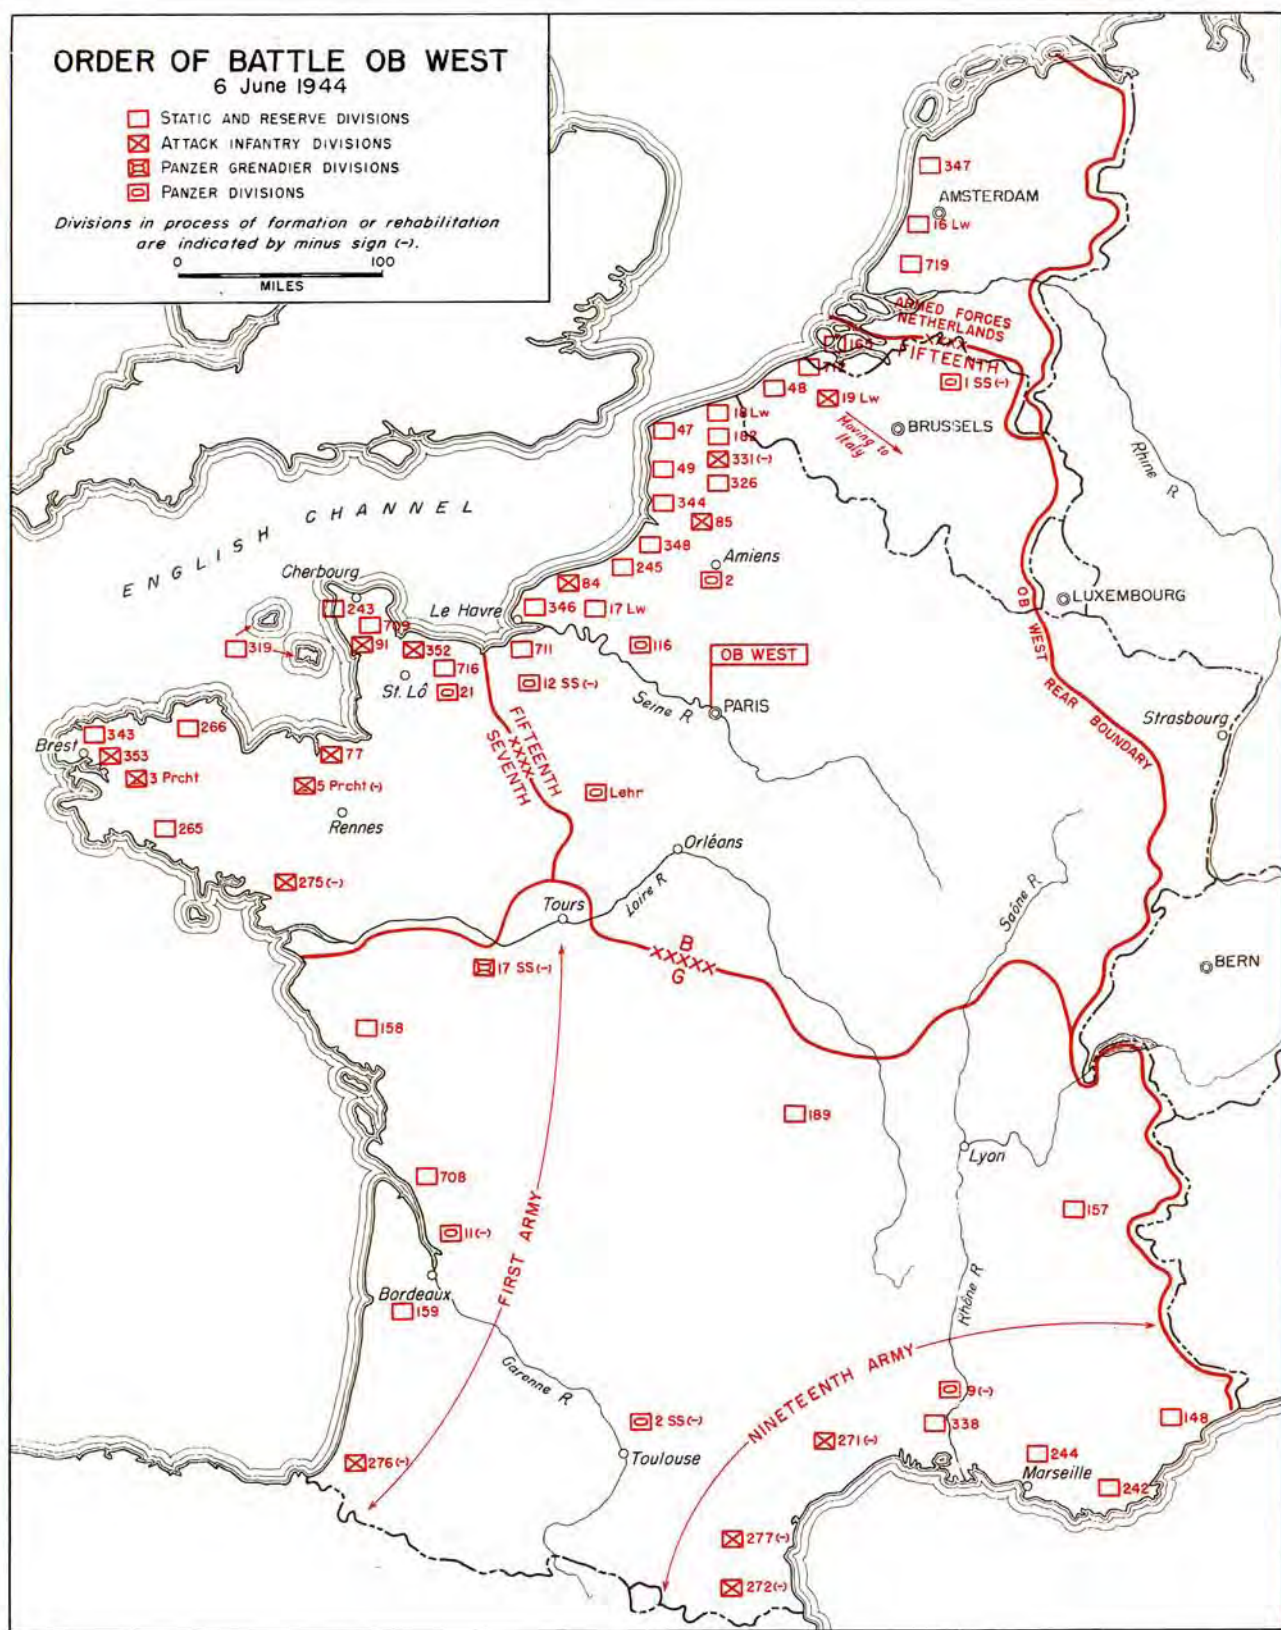 ORDER OF BATTLE OB WEST
6 June 1944
STATIC AND RESERVE DIVISIONS
ATTACK INFANTRY DIVISIONS
PANZER GRENADIER DIVISIONS
PANZER DIVISIONS
Divisions in process of formation or rehabilitation
are indicated by minus sign (-).
0 100
MILES
347
AMSTERDAM
16 Lw
719
ARMED FORCES
NETHERLANDS
XXXX
FIFTEENTH
165
712
48
19 Lw
1 SS (-)
Moving to
Italy
BRUSSELS
Rhine R
18 Lw
47
182
331 (-)
49
326
344
85
348
Amiens
245
2
84
ENGLISH CHANNEL
Cherbourg
243
709
Le Havre
346
17 Lw
LUXEMBOURG
OB WEST REAR BOUNDARY
319
91
352
716
St. Lô
21
711
12 SS (-)
116
OB WEST
PARIS
Seine R
Strasbourg
343
266
Brest
353
3 Prcht
77
5 Prcht (-)
Rennes
265
FIFTEENTH
XXXX
SEVENTH
Lehr
Orléans
275 (-)
Tours
Loire R
Saône R
B
XXXXX
G
BERN
17 SS (-)
158
189
Lyon
708
157
11 (-)
FIRST ARMY
Bordeaux
159
Rhône R
Garonne R
NINETEENTH ARMY
9 (-)
2 SS (-)
338
148
276 (-)
Toulouse
271 (-)
244
Marseille
242
277 (-)
272 (-)